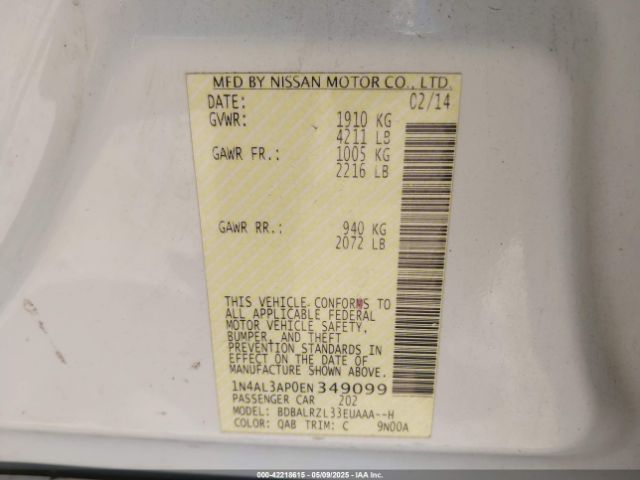 MFD BY NISSAN MOTOR CO., LTD.
DATE: 02/14
GVWR: 1910 KG
4211 LB
GAWR FR.: 1005 KG
2216 LB
GAWR RR.: 940 KG
2072 LB
THIS VEHICLE CONFORMS TO
ALL APPLICABLE FEDERAL
MOTOR VEHICLE SAFETY,
BUMPER, AND THEFT
PREVENTION STANDARDS IN
EFFECT ON THE DATE OF
MANUFACTURE SHOWN ABOVE.
1N4AL3AP0EN349099
PASSENGER CAR 202
MODEL: BDBALRZL33EUAAA--H
COLOR: QAB TRIM: C 9N00A
000-42218615 - 05/09/2025 - IAAI.COM